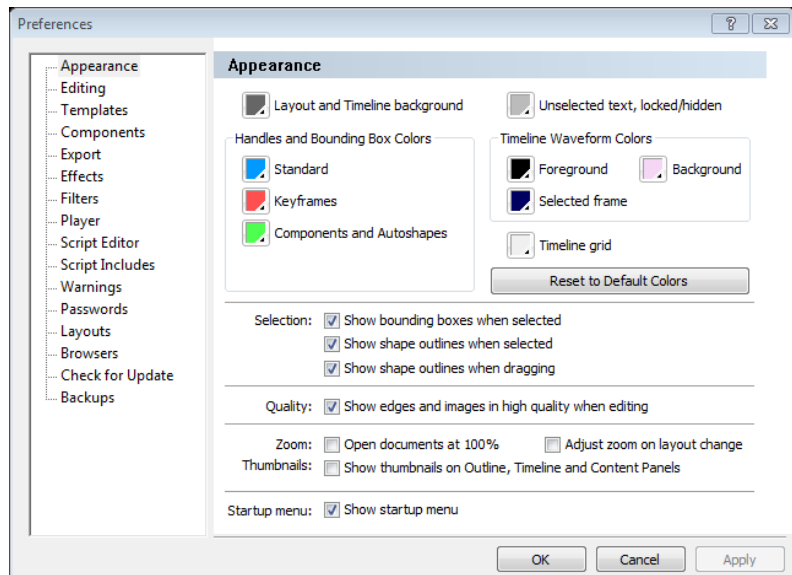 Preferences
Appearance
Editing
Templates
Components
Export
Effects
Filters
Player
Script Editor
Script Includes
Warnings
Passwords
Layouts
Browsers
Check for Update
Backups
Appearance
Layout and Timeline background
Unselected text, locked/hidden
Handles and Bounding Box Colors
Standard
Keyframes
Components and Autoshapes
Timeline Waveform Colors
Foreground Background
Selected frame
Timeline grid
Reset to Default Colors
Selection: Show bounding boxes when selected
Show shape outlines when selected
Show shape outlines when dragging
Quality: Show edges and images in high quality when editing
Zoom: Open documents at 100% Adjust zoom on layout change
Thumbnails: Show thumbnails on Outline, Timeline and Content Panels
Startup menu: Show startup menu
OK Cancel Apply